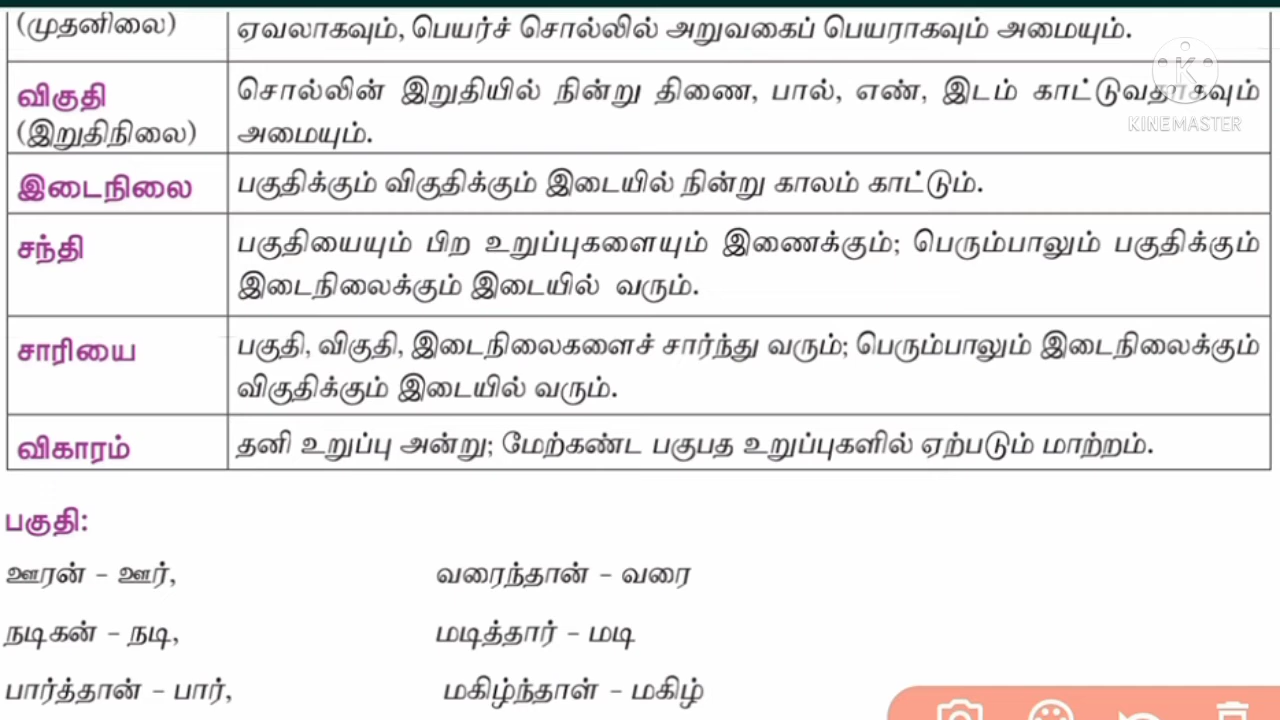 (முதனிலை) ஏவலாகவும், பெயர்ச் சொல்லில் அறுவகைப் பெயராகவும் அமையும்.
விகுதி சொல்லின் இறுதியில் நின்று திணை, பால், எண், இடம் காட்டுவதாகவும்
(இறுதிநிலை) அமையும்.
இடைநிலை பகுதிக்கும் விகுதிக்கும் இடையில் நின்று காலம் காட்டும்.
சந்தி பகுதியையும் பிற உறுப்புகளையும் இணைக்கும்; பெரும்பாலும் பகுதிக்கும்
இடைநிலைக்கும் இடையில் வரும்.
சாரியை பகுதி, விகுதி, இடைநிலைகளைச் சார்ந்து வரும்; பெரும்பாலும் இடைநிலைக்கும்
விகுதிக்கும் இடையில் வரும்.
விகாரம் தனி உறுப்பு அன்று; மேற்கண்ட பகுபத உறுப்புகளில் ஏற்படும் மாற்றம்.
பகுதி:
ஊரன் - ஊர், வரைந்தான் - வரை
நடிகன் - நடி, மடித்தார் - மடி
பார்த்தான் - பார், மகிழ்ந்தாள் - மகிழ்
K
KINEMASTER